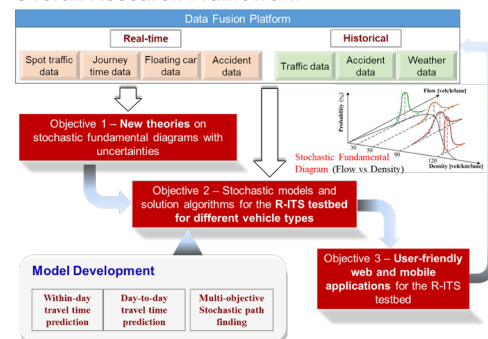 Data Fusion Platform
Real-time
Historical
Spot traffic
data
Journey
time data
Floating car
data
Accident
data
Traffic data
Accident
data
Weather
data
Objective 1 – New theories on
stochastic fundamental diagrams with
uncertainties
Flow [veh/h/lane]
Probability (%)
30
50
90
120
Density [veh/km/lane]
Stochastic Fundamental
Diagram (Flow vs Density)
Objective 2 – Stochastic models and
solution algorithms for the R-ITS testbed
for different vehicle types
Objective 3 – User-friendly
web and mobile
applications for the R-ITS
testbed
Model Development
Within-day
travel time
prediction
Day-to-day
travel time
prediction
Multi-objective
Stochastic path
finding